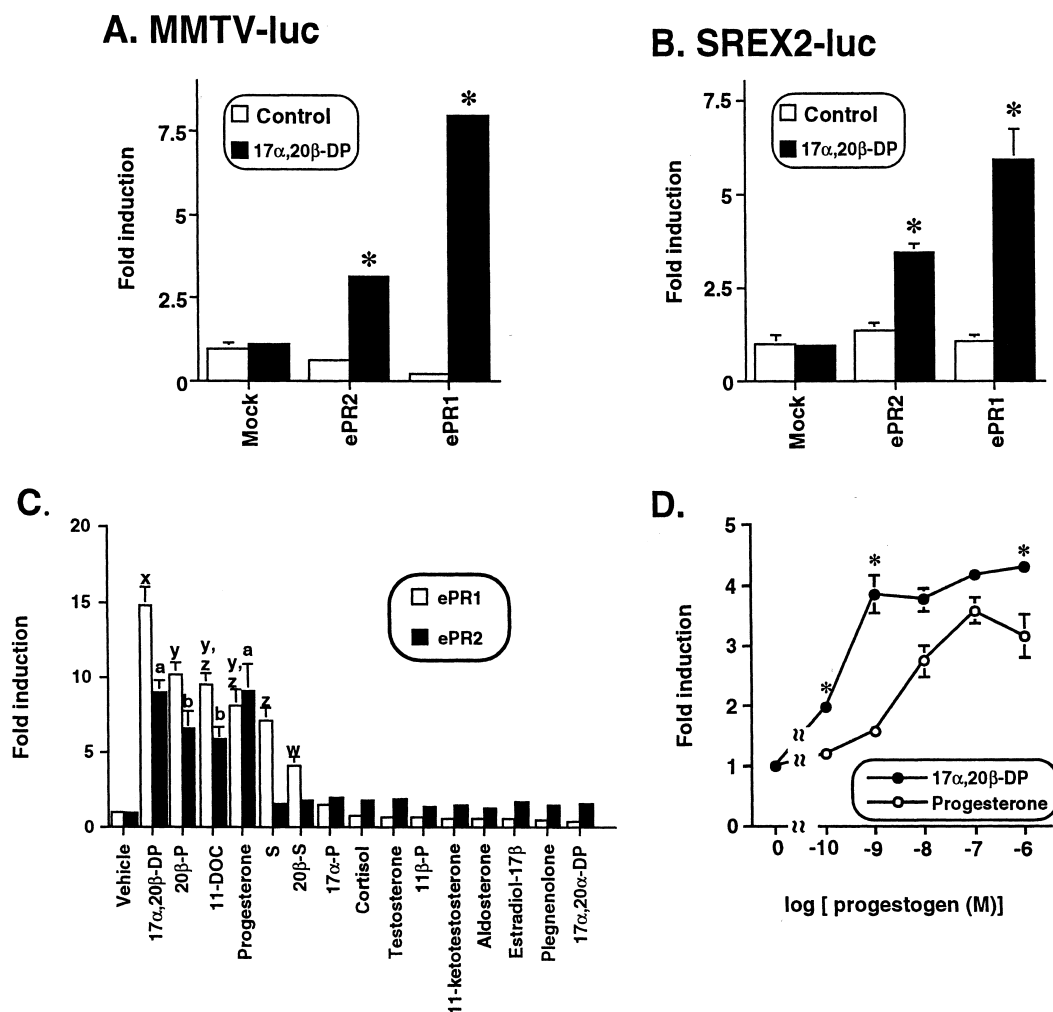 A. MMTV-luc
Fold induction
7.5
5
2.5
0
Control
17α,20β-DP
*
*
Mock
ePR2
ePR1
B. SREX2-luc
Fold induction
7.5
5
2.5
0
Control
17α,20β-DP
*
*
Mock
ePR2
ePR1
C.
Fold induction
20
15
10
5
0
ePR1
ePR2
x
a
y
b
y,
z
b
y,
z
a
z
w
Vehicle
17α,20β-DP
20β-P
11-DOC
Progesterone
S
20β-S
17α-P
Cortisol
Testosterone
11β-P
11-ketotestosterone
Aldosterone
Estradiol-17β
Plegnenolone
17α,20α-DP
D.
Fold induction
5
4
3
2
1
0
*
*
*
≈
≈
≈
17α,20β-DP
Progesterone
0
-10
-9
-8
-7
-6
log [ progestogen (M)]